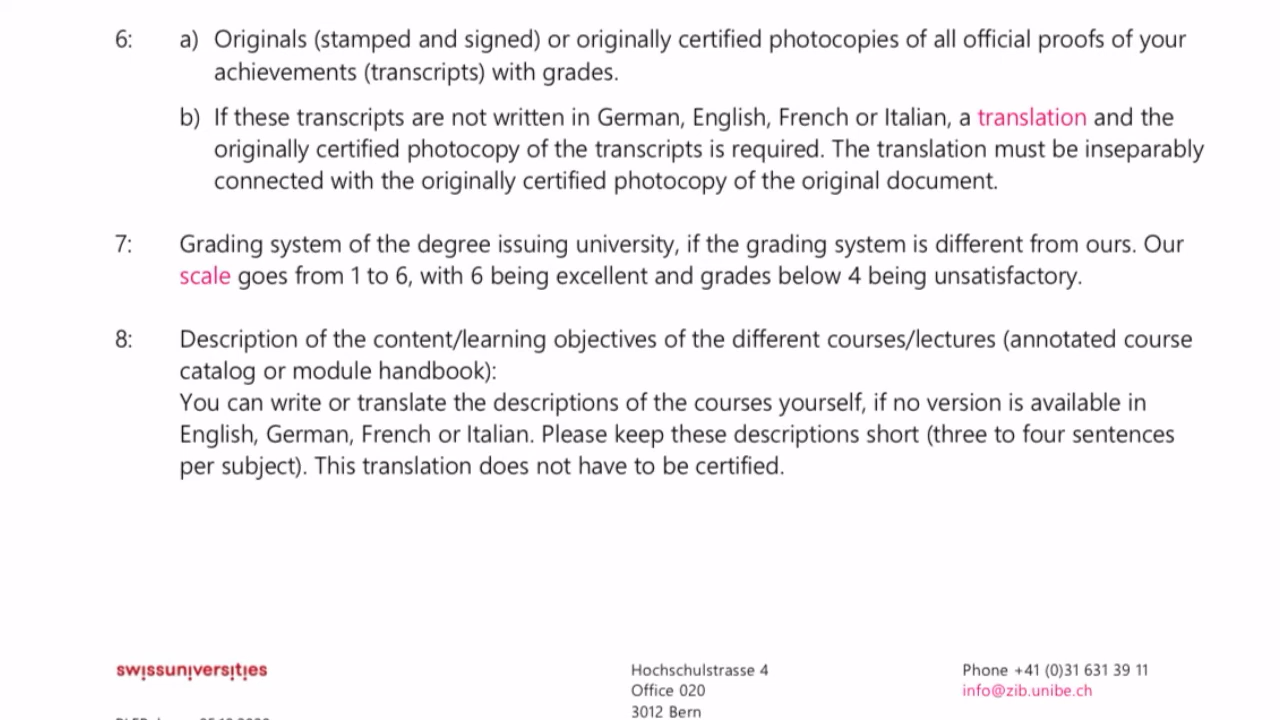 6: a) Originals (stamped and signed) or originally certified photocopies of all official proofs of your
achievements (transcripts) with grades.
b) If these transcripts are not written in German, English, French or Italian, a translation and the
originally certified photocopy of the transcripts is required. The translation must be inseparably
connected with the originally certified photocopy of the original document.
7: Grading system of the degree issuing university, if the grading system is different from ours. Our
scale goes from 1 to 6, with 6 being excellent and grades below 4 being unsatisfactory.
8: Description of the content/learning objectives of the different courses/lectures (annotated course
catalog or module handbook):
You can write or translate the descriptions of the courses yourself, if no version is available in
English, German, French or Italian. Please keep these descriptions short (three to four sentences
per subject). This translation does not have to be certified.
swissuniversities
Hochschulstrasse 4
Office 020
3012 Bern
Phone +41 (0)31 631 39 11
info@zib.unibe.ch